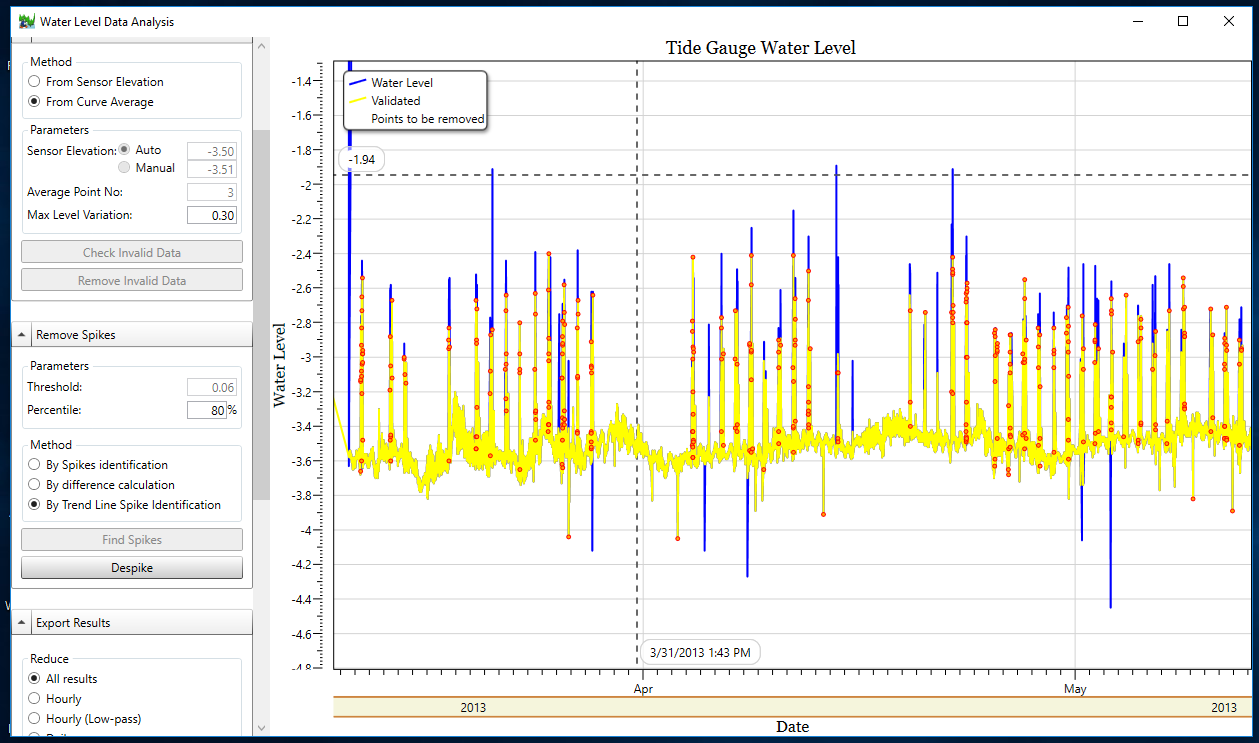 Water Level Data Analysis
Method
From Sensor Elevation
From Curve Average
Parameters
Sensor Elevation:
Auto
-3.50
Manual
-3.51
Average Point No:
3
Max Level Variation:
0.30
Check Invalid Data
Remove Invalid Data
Remove Spikes
Parameters
Threshold:
0.06
Percentile:
80 %
Method
By Spikes identification
By difference calculation
By Trend Line Spike Identification
Find Spikes
Despike
Export Results
Reduce
All results
Hourly
Hourly (Low-pass)
Tide Gauge Water Level
Water Level
Validated
Points to be removed
-1.94
-1.4
-1.6
-1.8
-2
-2.2
-2.4
-2.6
-2.8
-3
-3.2
-3.4
-3.6
-3.8
-4
-4.2
-4.4
-4.6
-4.8
Water Level
3/31/2013 1:43 PM
Apr
May
2013
2013
Date